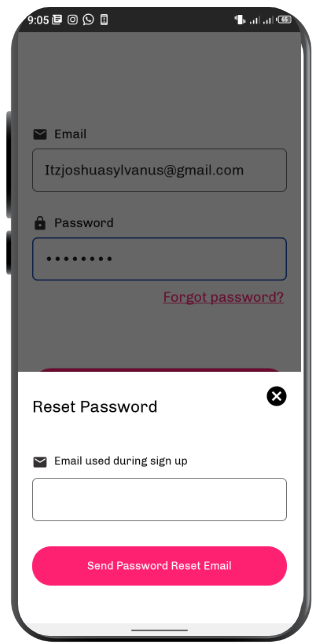 9:05
Email
Itzjoshuasylvanus@gmail.com
Password
Forgot password?
Reset Password
Email used during sign up
Send Password Reset Email